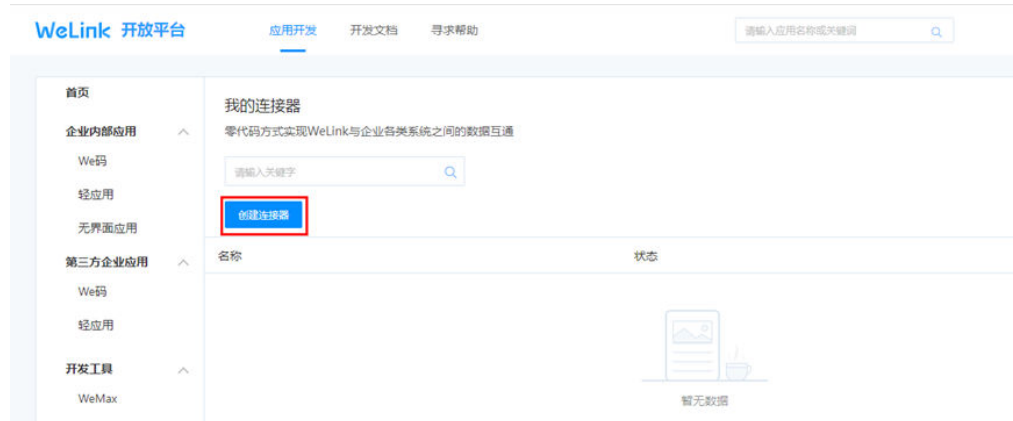 WeLink 开放平台 应用开发 开发文档 寻求帮助 请输入应用名称或关键词
首页
我的连接器
零代码方式实现WeLink与企业各类系统之间的数据互通
请输入关键字
创建连接器
名称 状态
暂无数据
企业内部应用
We码
轻应用
无界面应用
第三方企业应用
We码
轻应用
开发工具
WeMax